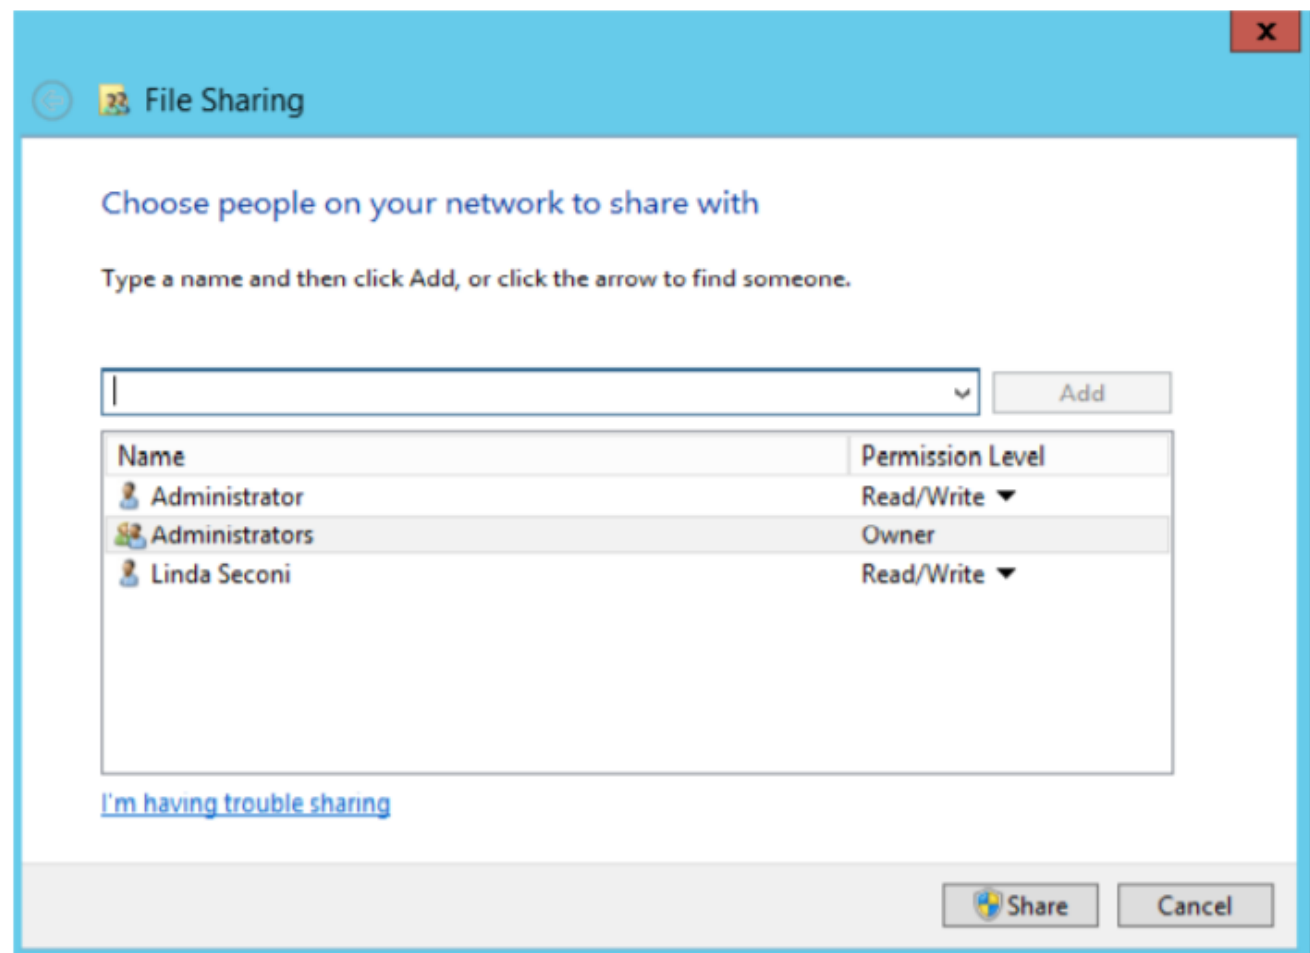 x
File Sharing
Choose people on your network to share with
Type a name and then click Add, or click the arrow to find someone.
Add
Name Permission Level
Administrator Read/Write
Administrators Owner
Linda Seconi Read/Write
I'm having trouble sharing
Share Cancel